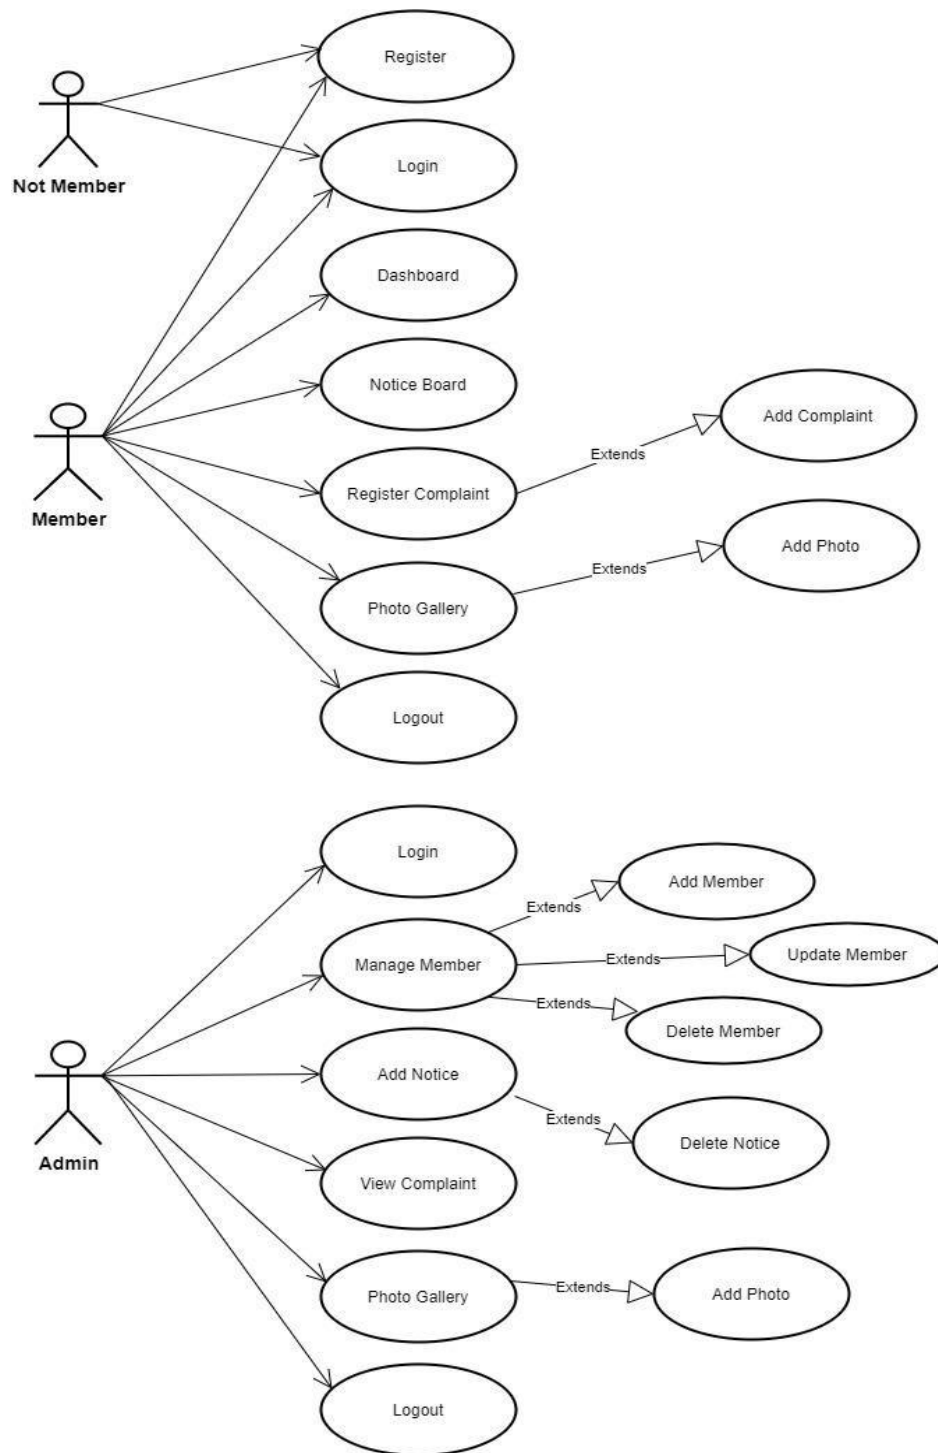 Register
Not Member
Login
Dashboard
Notice Board
Member
Register Complaint
Extends
Add Complaint
Photo Gallery
Extends
Add Photo
Logout
Login
Admin
Manage Member
Extends
Add Member
Extends
Update Member
Extends
Delete Member
Add Notice
Extends
Delete Notice
View Complaint
Photo Gallery
Extends
Add Photo
Logout